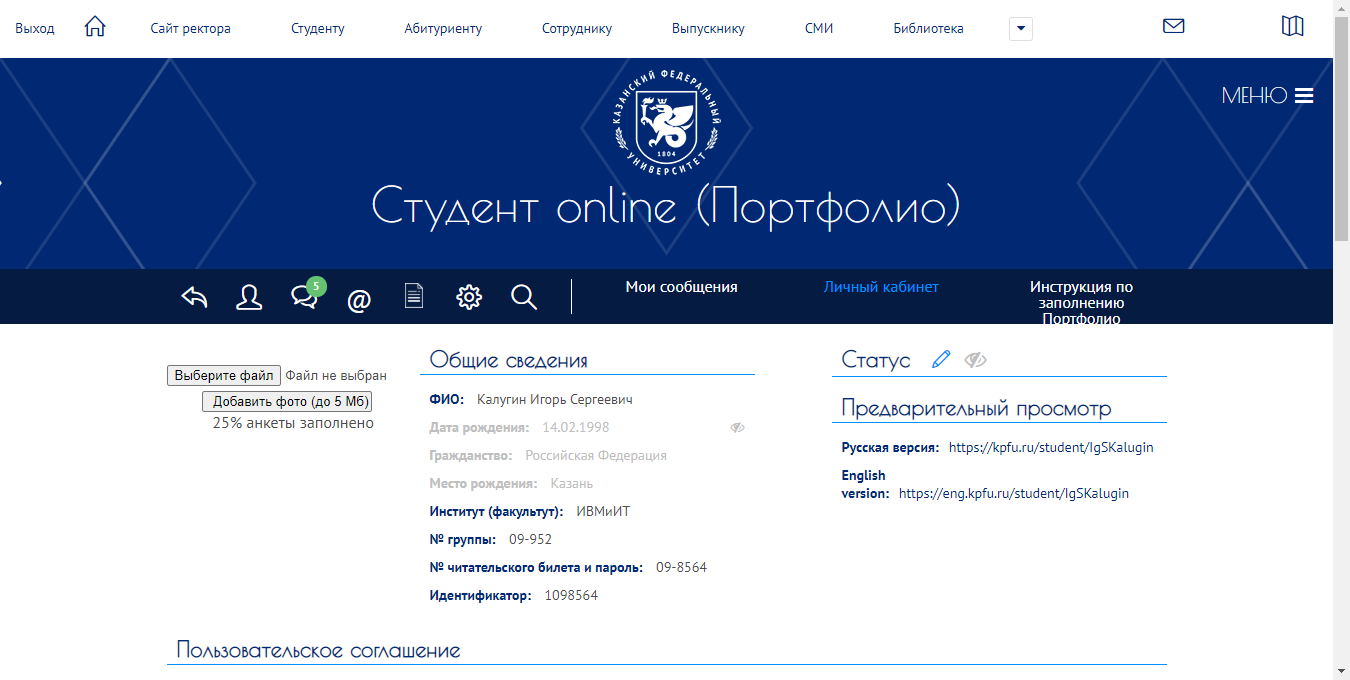 Выход
Сайт ректора
Студенту
Абитуриенту
Сотруднику
Выпускнику
СМИ
Библиотека
МЕНЮ
КАЗАНСКИЙ ФЕДЕРАЛЬНЫЙ
УНИВЕРСИТЕТ
1804
Студент online (Портфолио)
5
@
Мои сообщения
Личный кабинет
Инструкция по
заполнению
Портфолио
Выберите файл Файл не выбран
Добавить фото (до 5 Мб)
25% анкеты заполнено
Общие сведения
ФИО: Калугин Игорь Сергеевич
Дата рождения: 14.02.1998
Гражданство: Российская Федерация
Место рождения: Казань
Институт (факультут): ИВМиИТ
№ группы: 09-952
№ читательского билета и пароль: 09-8564
Идентификатор: 1098564
Статус
Предварительный просмотр
Русская версия: https://kpfu.ru/student/IgSKalugin
English
version: https://eng.kpfu.ru/student/IgSKalugin
Пользовательское соглашение